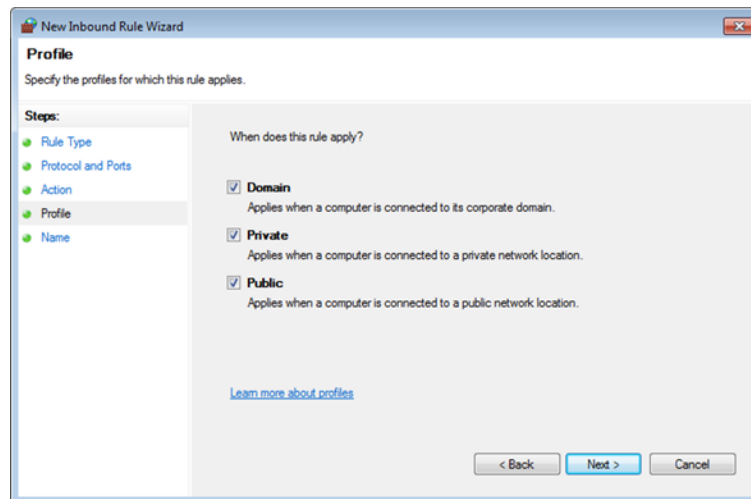 New Inbound Rule Wizard
Profile
Specify the profiles for which this rule applies.
Steps:
Rule Type
Protocol and Ports
Action
Profile
Name
When does this rule apply?
Domain
Applies when a computer is connected to its corporate domain.
Private
Applies when a computer is connected to a private network location.
Public
Applies when a computer is connected to a public network location.
Learn more about profiles
< Back Next > Cancel